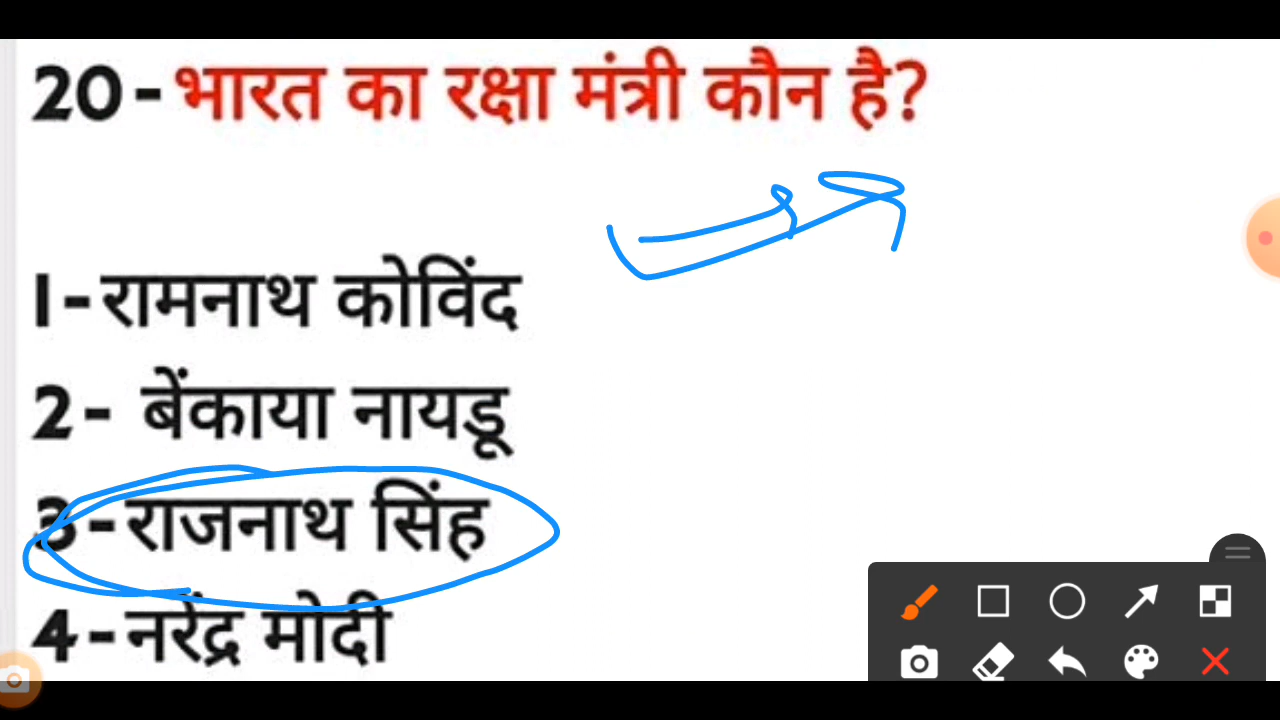 20-भारत का रक्षा मंत्री कौन है?
1-रामनाथ कोविंद
2- बेंकाया नायडू
3-राजनाथ सिंह
4-नरेंद्र मोदी